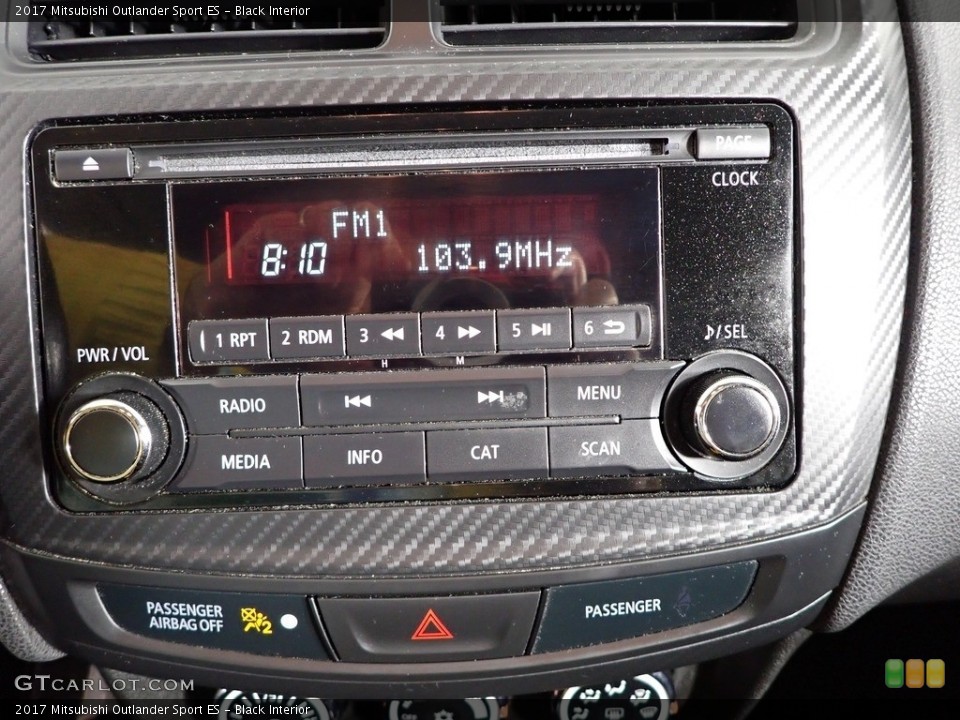 2017 Mitsubishi Outlander Sport ES – Black Interior
PAGE
CLOCK
FM1
8:10 103.9MHz
1 RPT 2 RDM 3 4 5 6
H M
PWR / VOL
♪/ SEL
RADIO MENU
MEDIA INFO CAT SCAN
PASSENGER
AIRBAG OFF 2
PASSENGER
GTCARLOT.COM
2017 Mitsubishi Outlander Sport ES – Black Interior